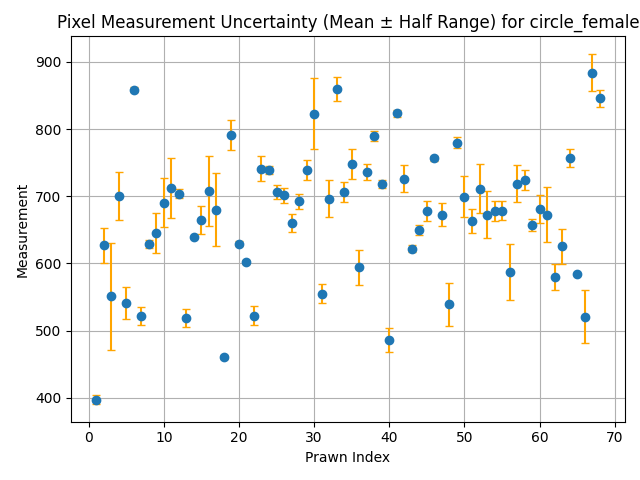 Pixel Measurement Uncertainty (Mean ± Half Range) for circle_female
900
800
700
600
500
400
Measurement
0 10 20 30 40 50 60 70
Prawn Index